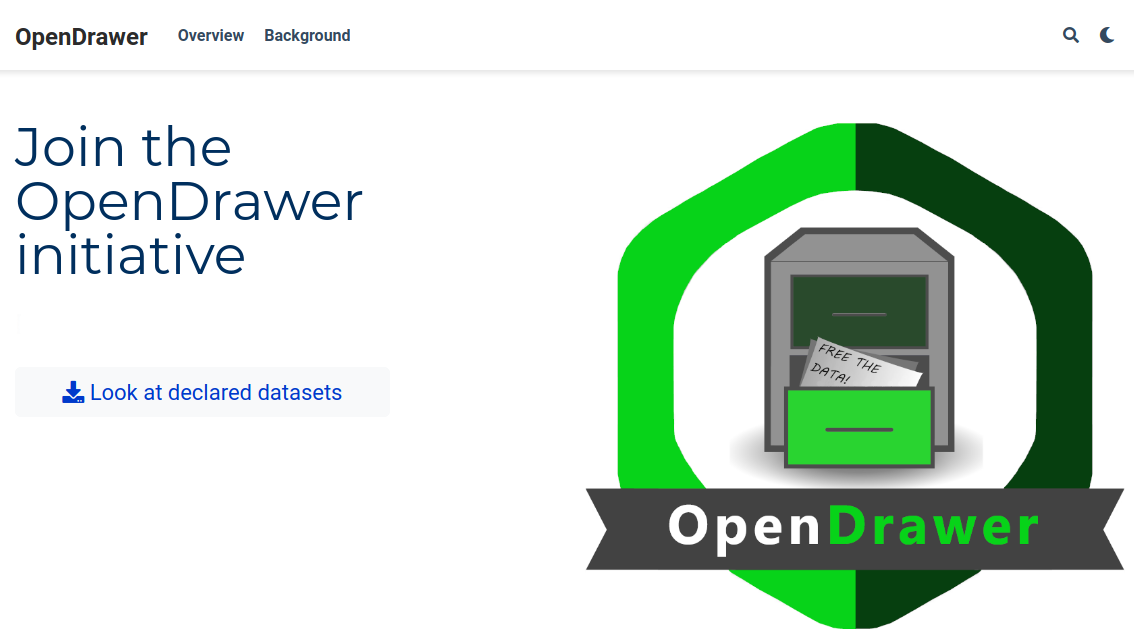 OpenDrawer
Overview
Background
Join the
OpenDrawer
initiative
Look at declared datasets
FREE THE
DATA!
OpenDrawer